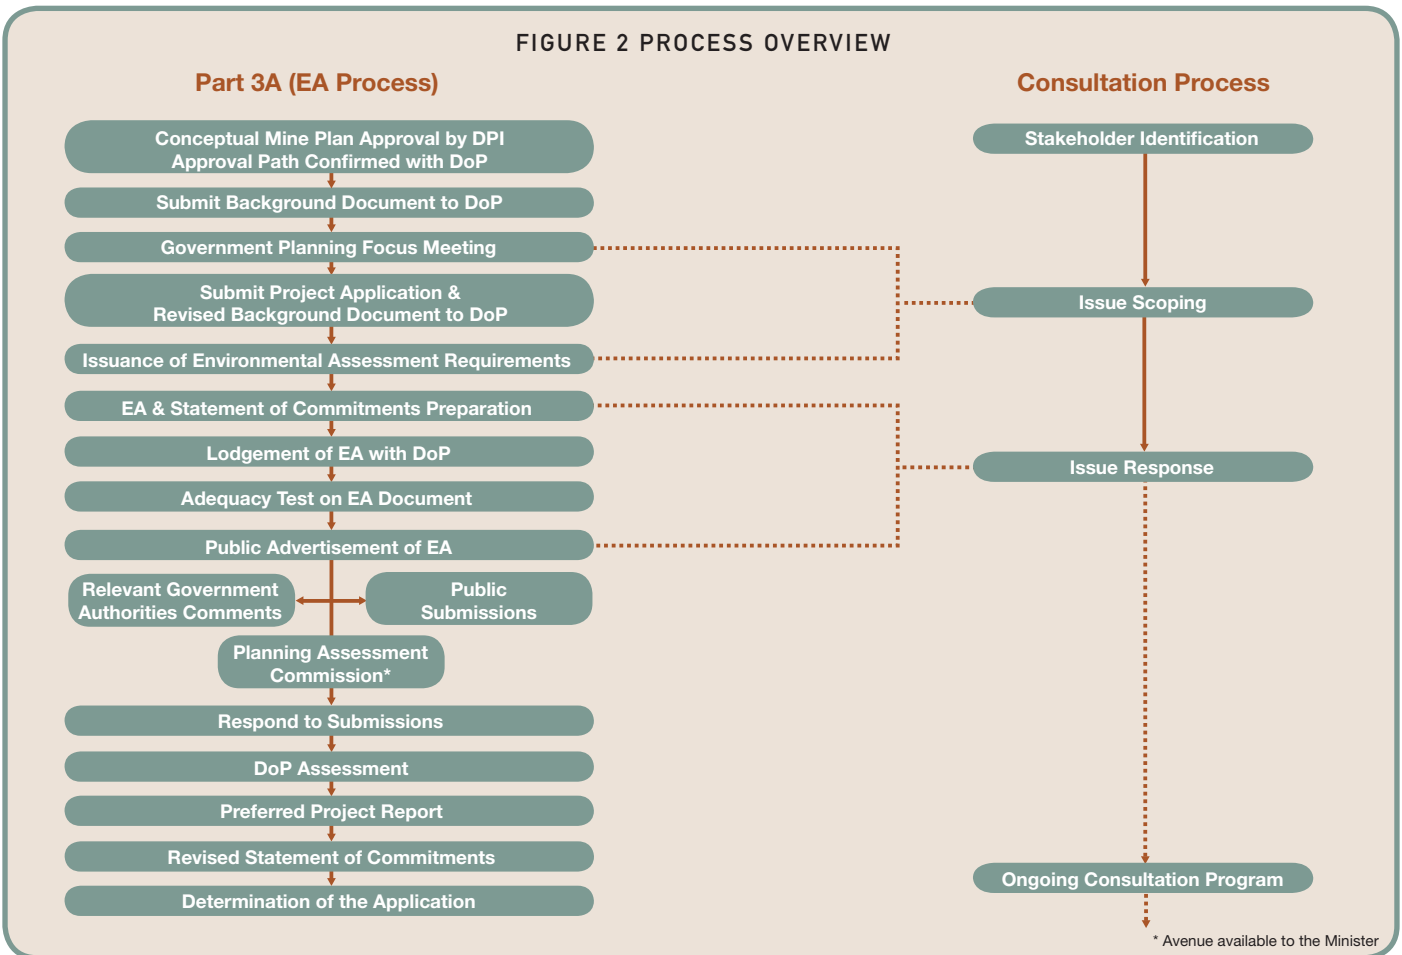 FIGURE 2 PROCESS OVERVIEW
Part 3A (EA Process)
Conceptual Mine Plan Approval by DPI
Approval Path Confirmed with DoP
Submit Background Document to DoP
Government Planning Focus Meeting
Submit Project Application &
Revised Background Document to DoP
Issuance of Environmental Assessment Requirements
EA & Statement of Commitments Preparation
Lodgement of EA with DoP
Adequacy Test on EA Document
Public Advertisement of EA
Relevant Government
Authorities Comments
Public
Submissions
Planning Assessment
Commission*
Respond to Submissions
DoP Assessment
Preferred Project Report
Revised Statement of Commitments
Determination of the Application
Consultation Process
Stakeholder Identification
Issue Scoping
Issue Response
Ongoing Consultation Program
* Avenue available to the Minister